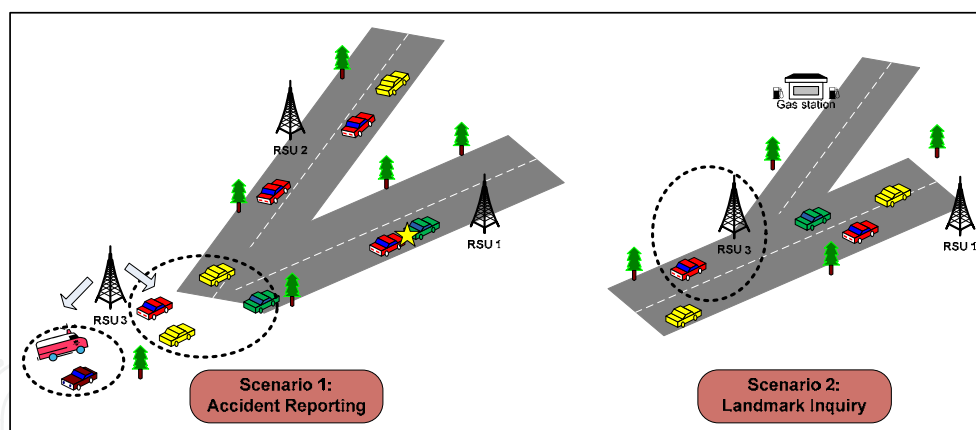 RSU 2
RSU 1
RSU 3
Scenario 1:
Accident Reporting
Gas station
RSU 3
RSU 1
Scenario 2:
Landmark Inquiry